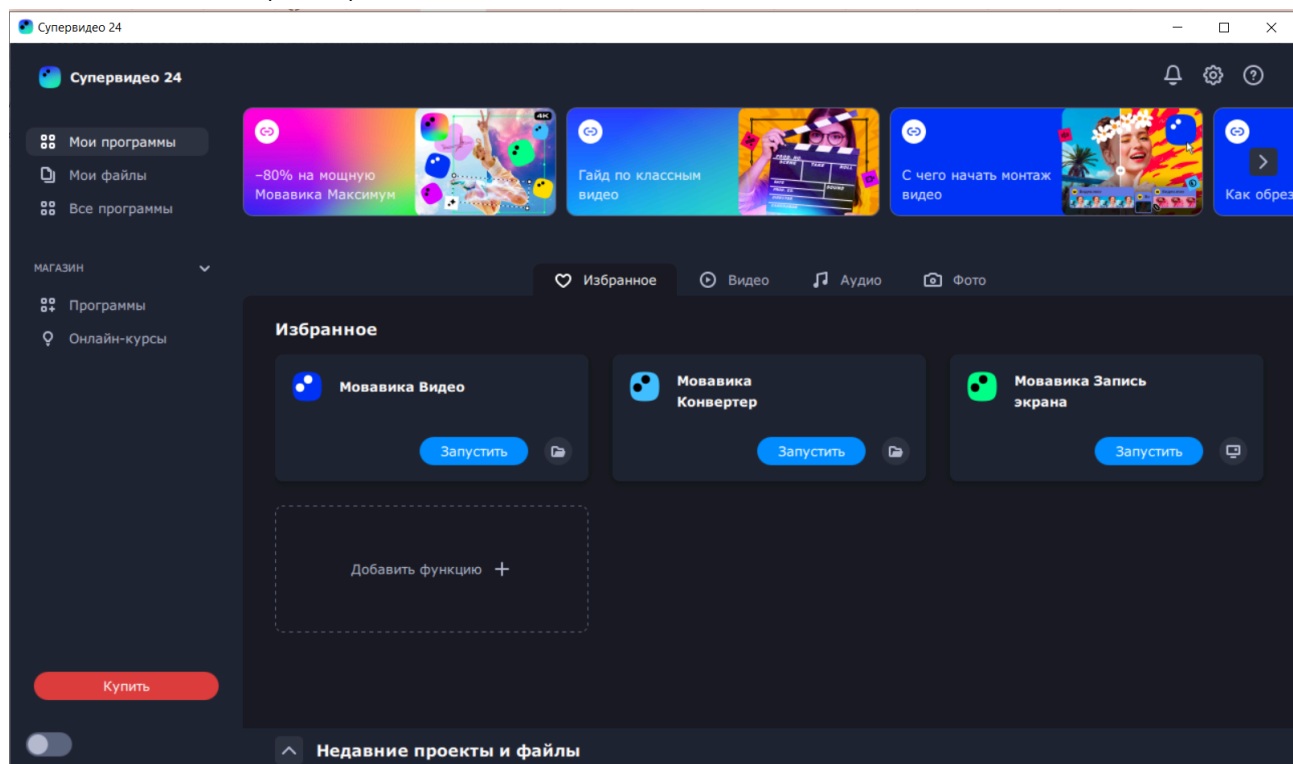 Супервидео 24
Супервидео 24
Мои программы
Мои файлы
Все программы
МАГАЗИН
Программы
Онлайн-курсы
Купить
–80% на мощную
Мовавика Максимум
4K
Гайд по классным
видео
С чего начать монтаж
видео
Как обрез
Избранное
Видео
Аудио
Фото
Избранное
Мовавика Видео
Запустить
Мовавика
Конвертер
Запустить
Мовавика Запись
экрана
Запустить
Добавить функцию
Недавние проекты и файлы